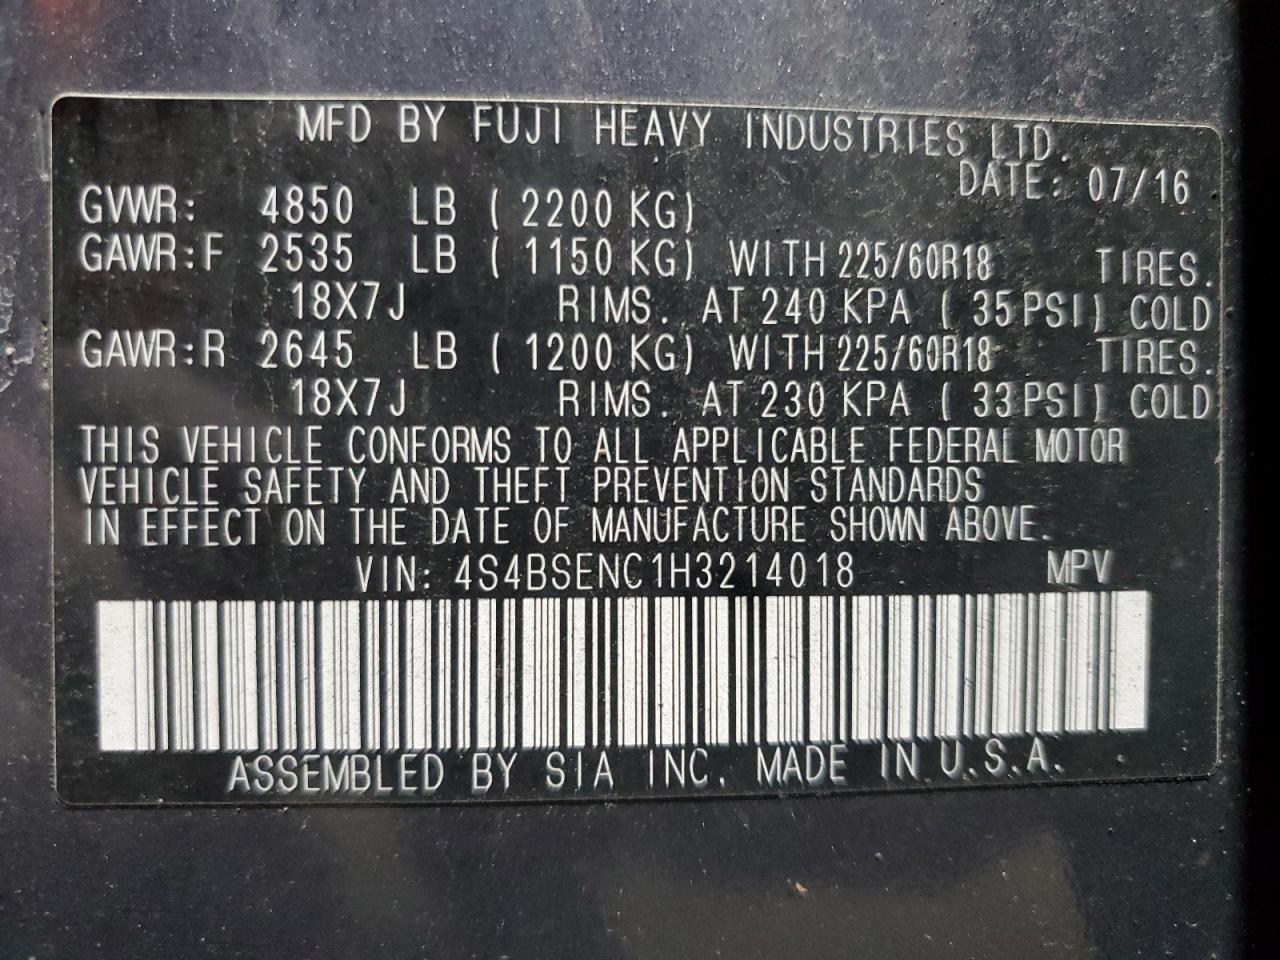 MFD BY FUJI HEAVY INDUSTRIES LTD.
DATE: 07/16
GVWR: 4850 LB ( 2200 KG)
GAWR:F 2535 LB ( 1150 KG) WITH 225/60R18 TIRES.
18X7J RIMS. AT 240 KPA ( 35 PSI) COLD
GAWR:R 2645 LB ( 1200 KG) WITH 225/60R18 TIRES.
18X7J RIMS. AT 230 KPA ( 33 PSI) COLD
THIS VEHICLE CONFORMS TO ALL APPLICABLE FEDERAL MOTOR
VEHICLE SAFETY AND THEFT PREVENTION STANDARDS
IN EFFECT ON THE DATE OF MANUFACTURE SHOWN ABOVE.
VIN: 4S4BSENC1H3214018 MPV
ASSEMBLED BY SIA INC. MADE IN U.S.A.